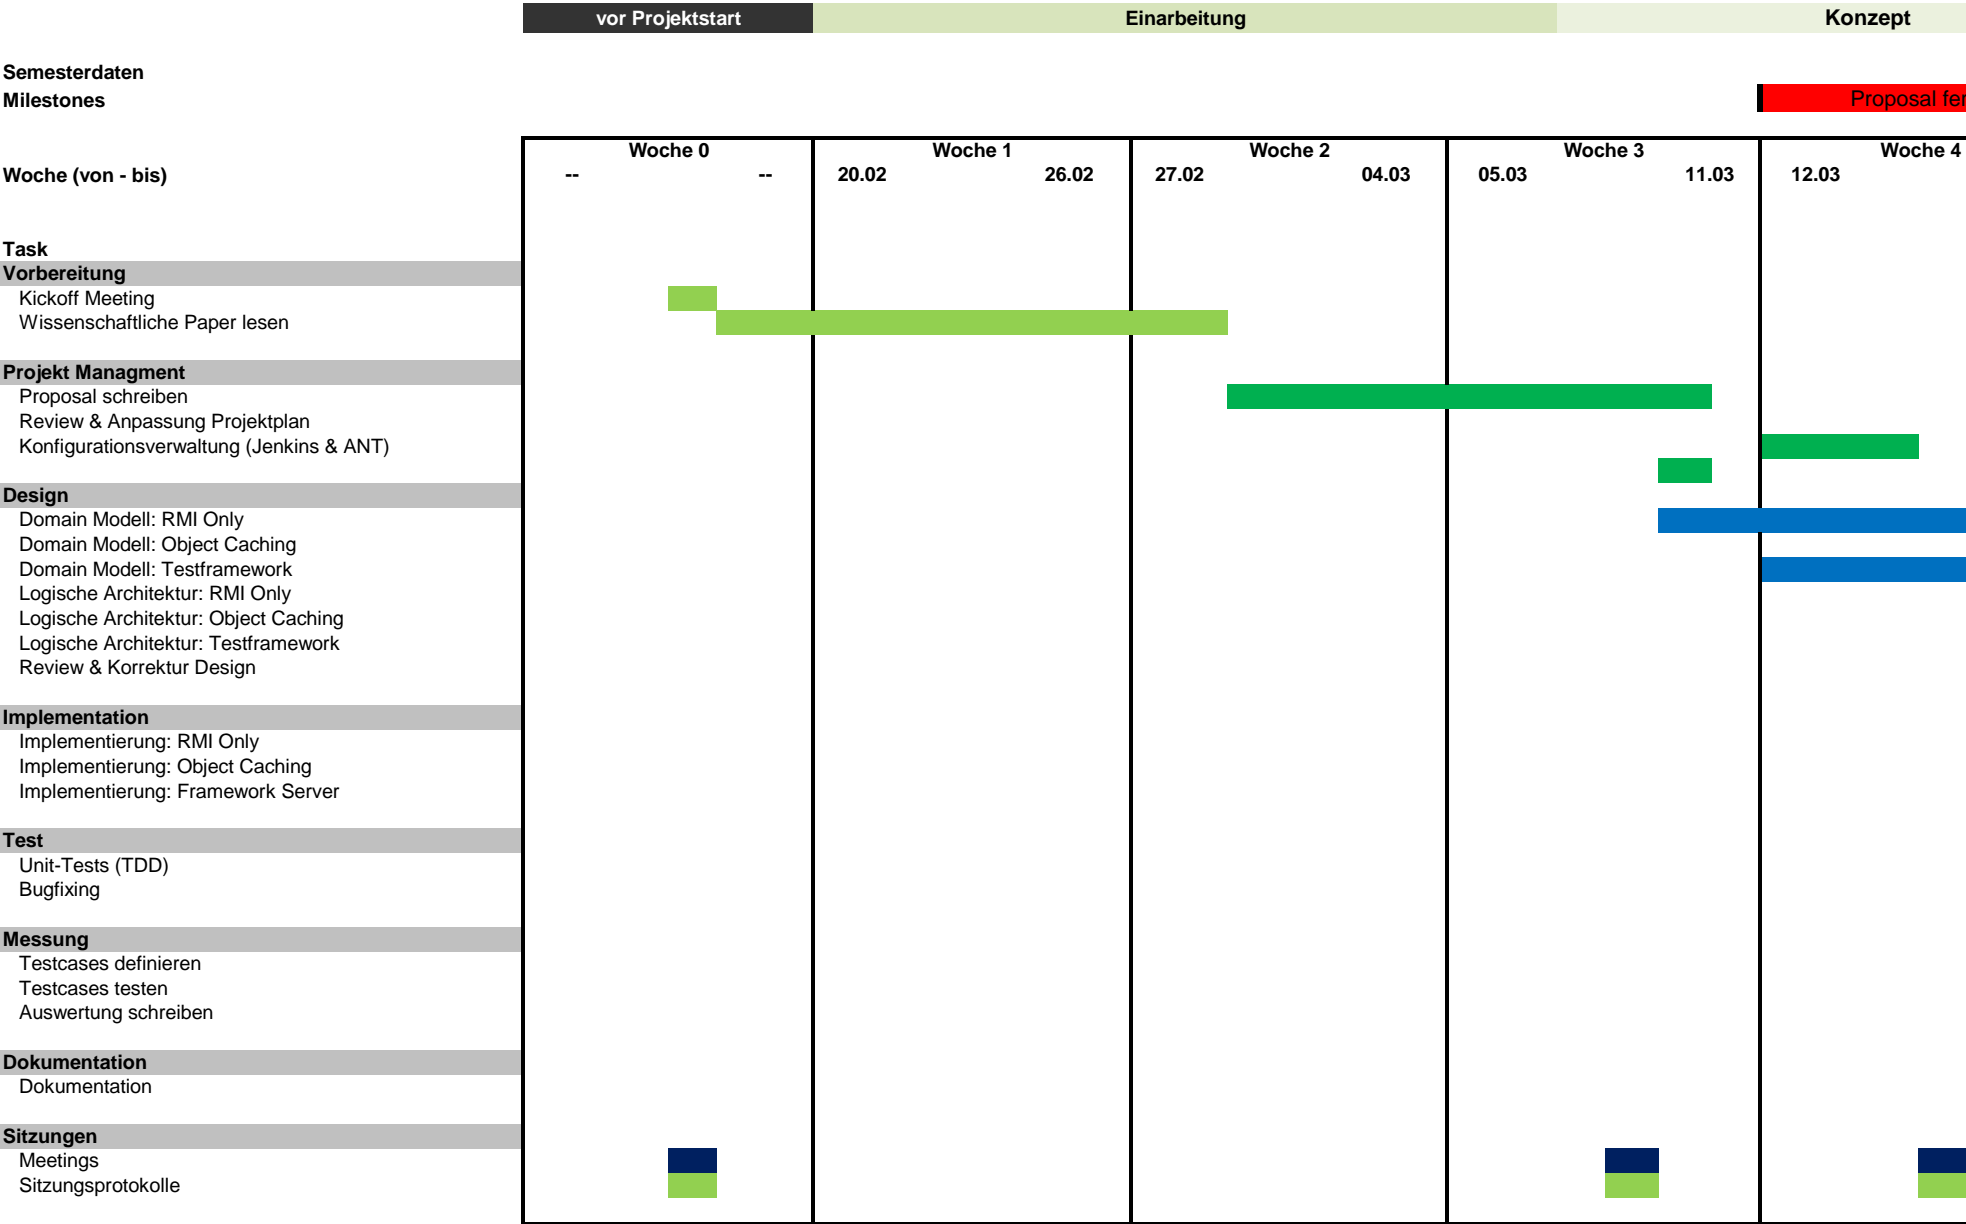 vor Projektstart Einarbeitung Konzept
Semesterdaten
Milestones Proposal
Woche 0 Woche 1 Woche 2 Woche 3 Woche 4
Woche (von - bis) -- -- 20.02 26.02 27.02 04.03 05.03 11.03 12.03
Task
Vorbereitung
Kickoff Meeting
Wissenschaftliche Paper lesen
Projekt Managment
Proposal schreiben
Review & Anpassung Projektplan
Konfigurationsverwaltung (Jenkins & ANT)
Design
Domain Modell: RMI Only
Domain Modell: Object Caching
Domain Modell: Testframework
Logische Architektur: RMI Only
Logische Architektur: Object Caching
Logische Architektur: Testframework
Review & Korrektur Design
Implementation
Implementierung: RMI Only
Implementierung: Object Caching
Implementierung: Framework Server
Test
Unit-Tests (TDD)
Bugfixing
Messung
Testcases definieren
Testcases testen
Auswertung schreiben
Dokumentation
Dokumentation
Sitzungen
Meetings
Sitzungsprotokolle